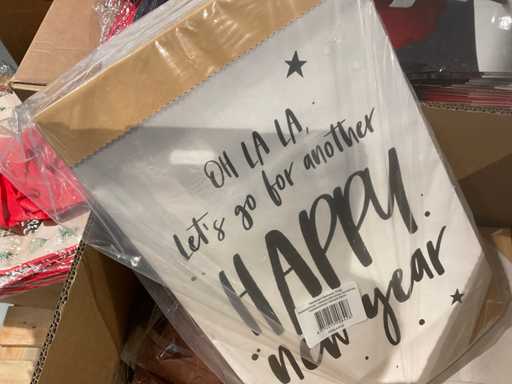 OH LA LA,
Let's go for another
HAPPY
new year